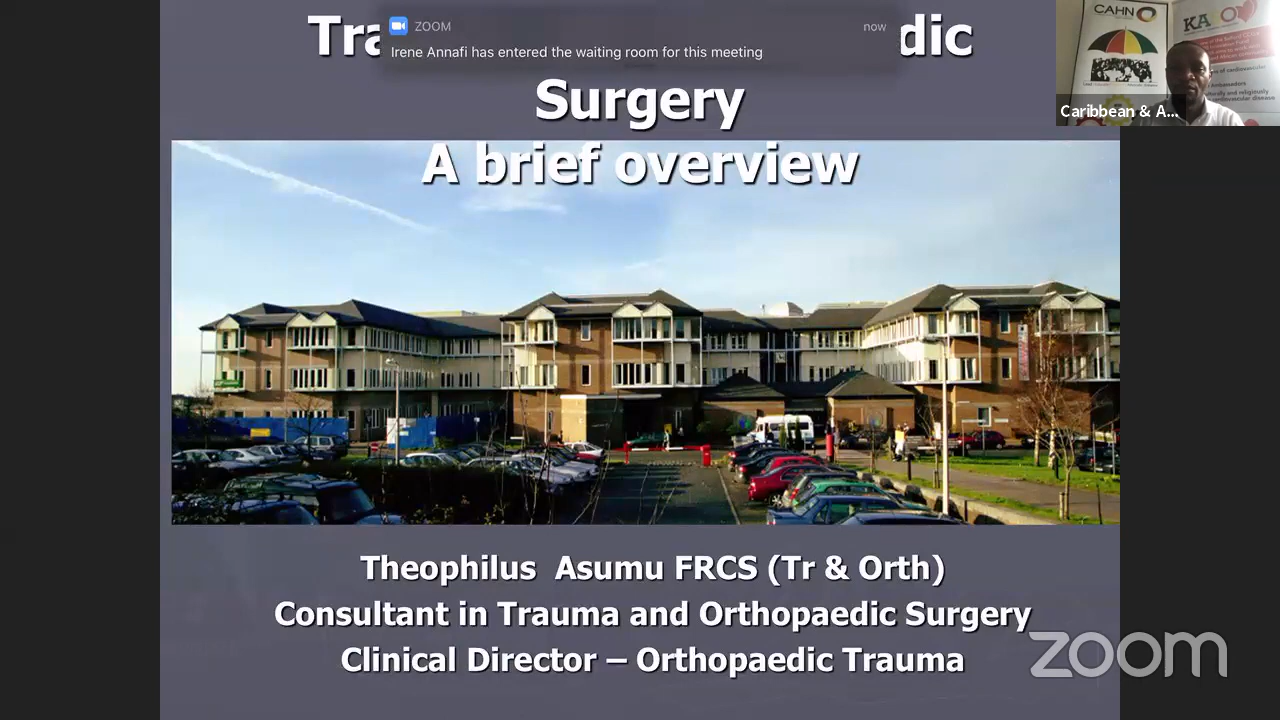 Tra
dic
ZOOM
now
Irene Annafi has entered the waiting room for this meeting
Surgery
A brief overview
CAHN
KA
Caribbean & A...
Theophilus Asumu FRCS (Tr & Orth)
Consultant in Trauma and Orthopaedic Surgery
Clinical Director – Orthopaedic Trauma
zoom